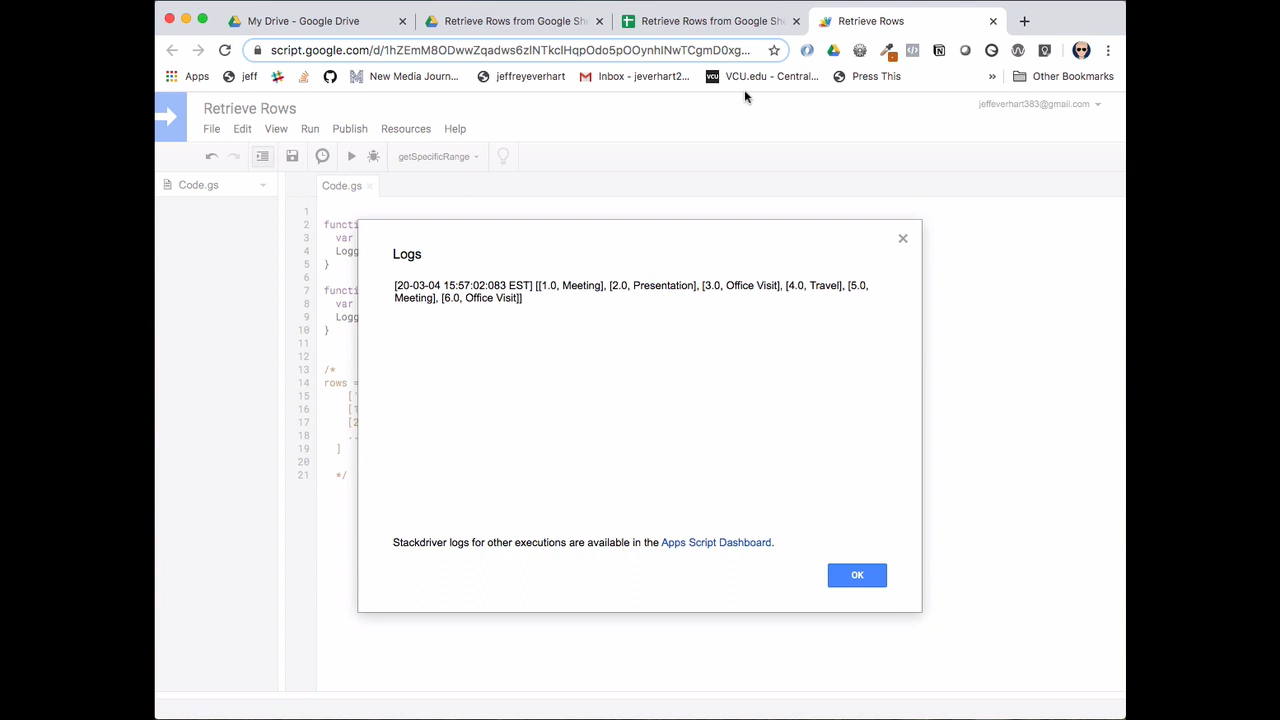 My Drive - Google Drive
Retrieve Rows from Google She
Retrieve Rows from Google Sh
Retrieve Rows
script.google.com/d/1hZEmM8ODwwZqadws6zlNTkclHqpOdo5pOOynhlNwTCgmD0xg...
Apps
jeff
New Media Journ...
jeffreyeverhart
Inbox - jeverhart2...
VCU.edu - Central...
Press This
»
Other Bookmarks
Retrieve Rows
jeffeverhart383@gmail.com
File Edit View Run Publish Resources Help
getSpecificRange
Code.gs
Code.gs
1
2 functi
3 var
4 Logg
5 }
6
7 functi
8 var
9 Logg
10 }
11
12
13 /*
14 rows =
15 ['
16 [1
17 [2
18 ..
19 ]
20
21 */
Logs
[20-03-04 15:57:02:083 EST] [[1.0, Meeting], [2.0, Presentation], [3.0, Office Visit], [4.0, Travel], [5.0,
Meeting], [6.0, Office Visit]]
Stackdriver logs for other executions are available in the Apps Script Dashboard.
OK